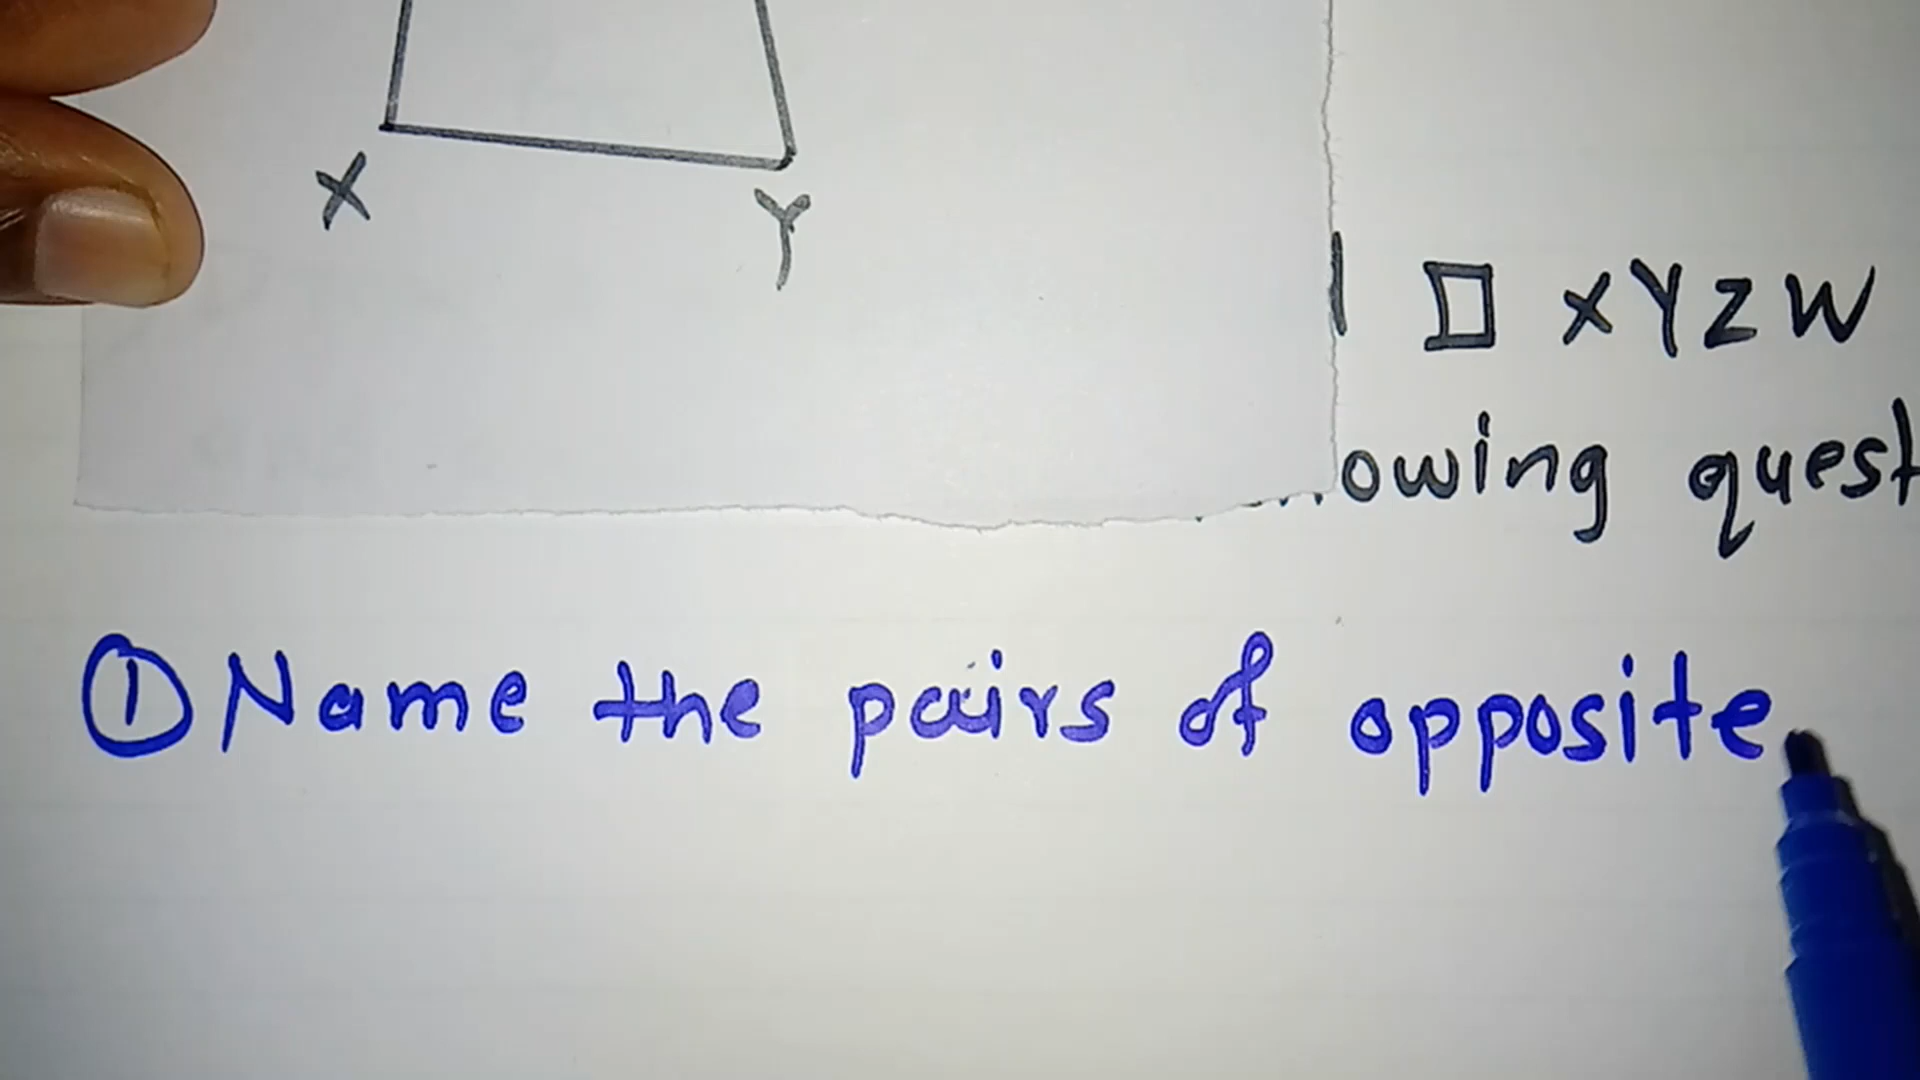 X
Y
□ XYZW
owing quest
① Name the pairs of opposite